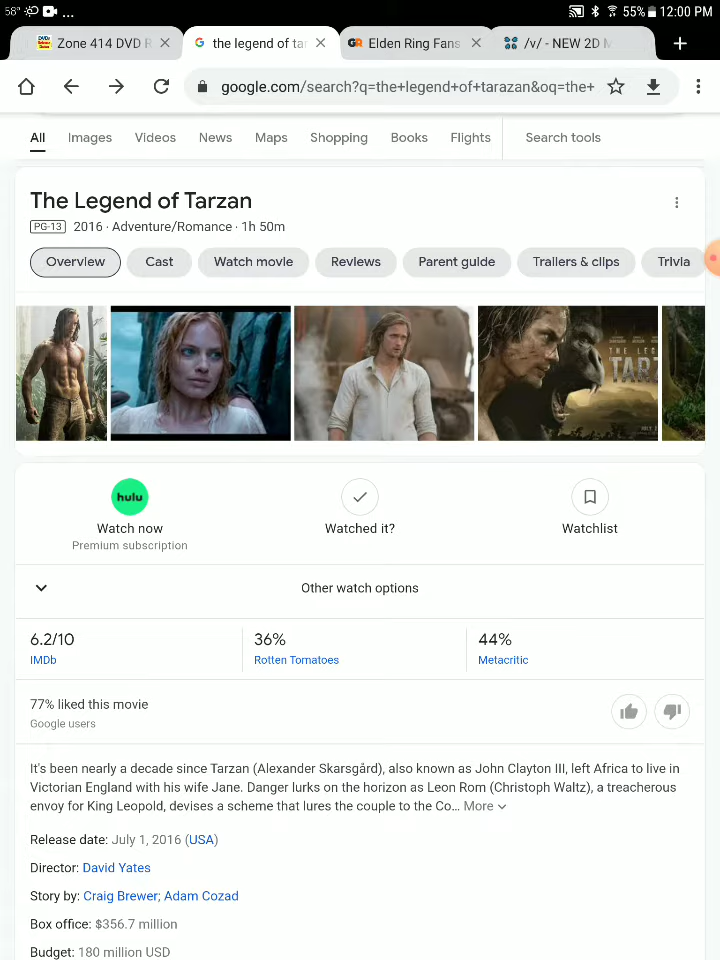 58° ...
55% 12:00 PM
Zone 414 DVD R
the legend of tar
Elden Ring Fans
/v/ - NEW 2D M
google.com/search?q=the+legend+of+tarazan&oq=the+
All Images Videos News Maps Shopping Books Flights Search tools
The Legend of Tarzan
PG-13 2016 · Adventure/Romance · 1h 50m
Overview Cast Watch movie Reviews Parent guide Trailers & clips Trivia
THE LEG
TARZ
hulu
Watch now Watched it? Watchlist
Premium subscription
Other watch options
6.2/10 36% 44%
IMDb Rotten Tomatoes Metacritic
77% liked this movie
Google users
It's been nearly a decade since Tarzan (Alexander Skarsgård), also known as John Clayton III, left Africa to live in
Victorian England with his wife Jane. Danger lurks on the horizon as Leon Rom (Christoph Waltz), a treacherous
envoy for King Leopold, devises a scheme that lures the couple to the Co... More
Release date: July 1, 2016 (USA)
Director: David Yates
Story by: Craig Brewer; Adam Cozad
Box office: $356.7 million
Budget: 180 million USD